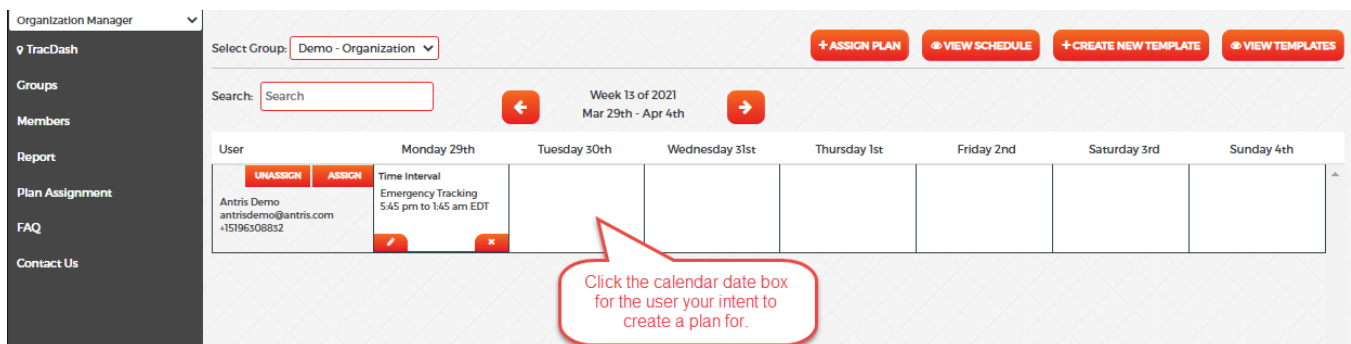 Organization Manager
TracDash
Groups
Members
Report
Plan Assignment
FAQ
Contact Us
Select Group: Demo - Organization
+ASSIGN PLAN
VIEW SCHEDULE
+CREATE NEW TEMPLATE
VIEW TEMPLATES
Search: Search
Week 13 of 2021
Mar 29th - Apr 4th
User Monday 29th Tuesday 30th Wednesday 31st Thursday 1st Friday 2nd Saturday 3rd Sunday 4th
UNASSIGN ASSIGN
Antris Demo
antrisdemo@antris.com
+15196308832
Time Interval
Emergency Tracking
5:45 pm to 1:45 am EDT
Click the calendar date box
for the user your intent to
create a plan for.